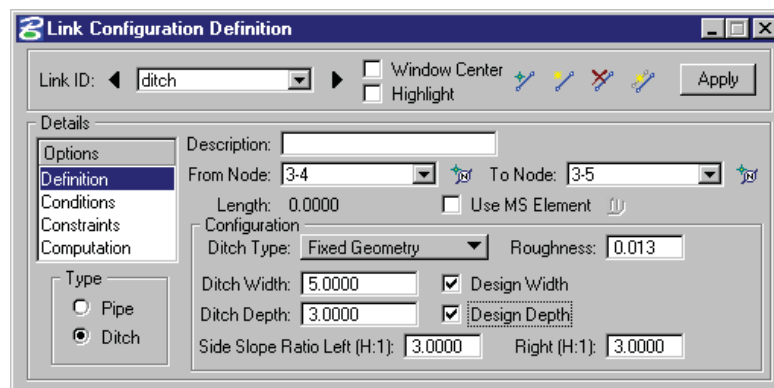 Link Configuration Definition
Link ID: ditch Window Center Apply
Highlight
Details
Options Description:
Definition From Node: 3-4 To Node: 3-5
Conditions Length: 0.0000 Use MS Element
Constraints Configuration
Computation Ditch Type: Fixed Geometry Roughness: 0.013
Type Ditch Width: 5.0000 Design Width
Pipe Ditch Depth: 3.0000 Design Depth
Ditch Side Slope Ratio Left (H:1): 3.0000 Right (H:1): 3.0000